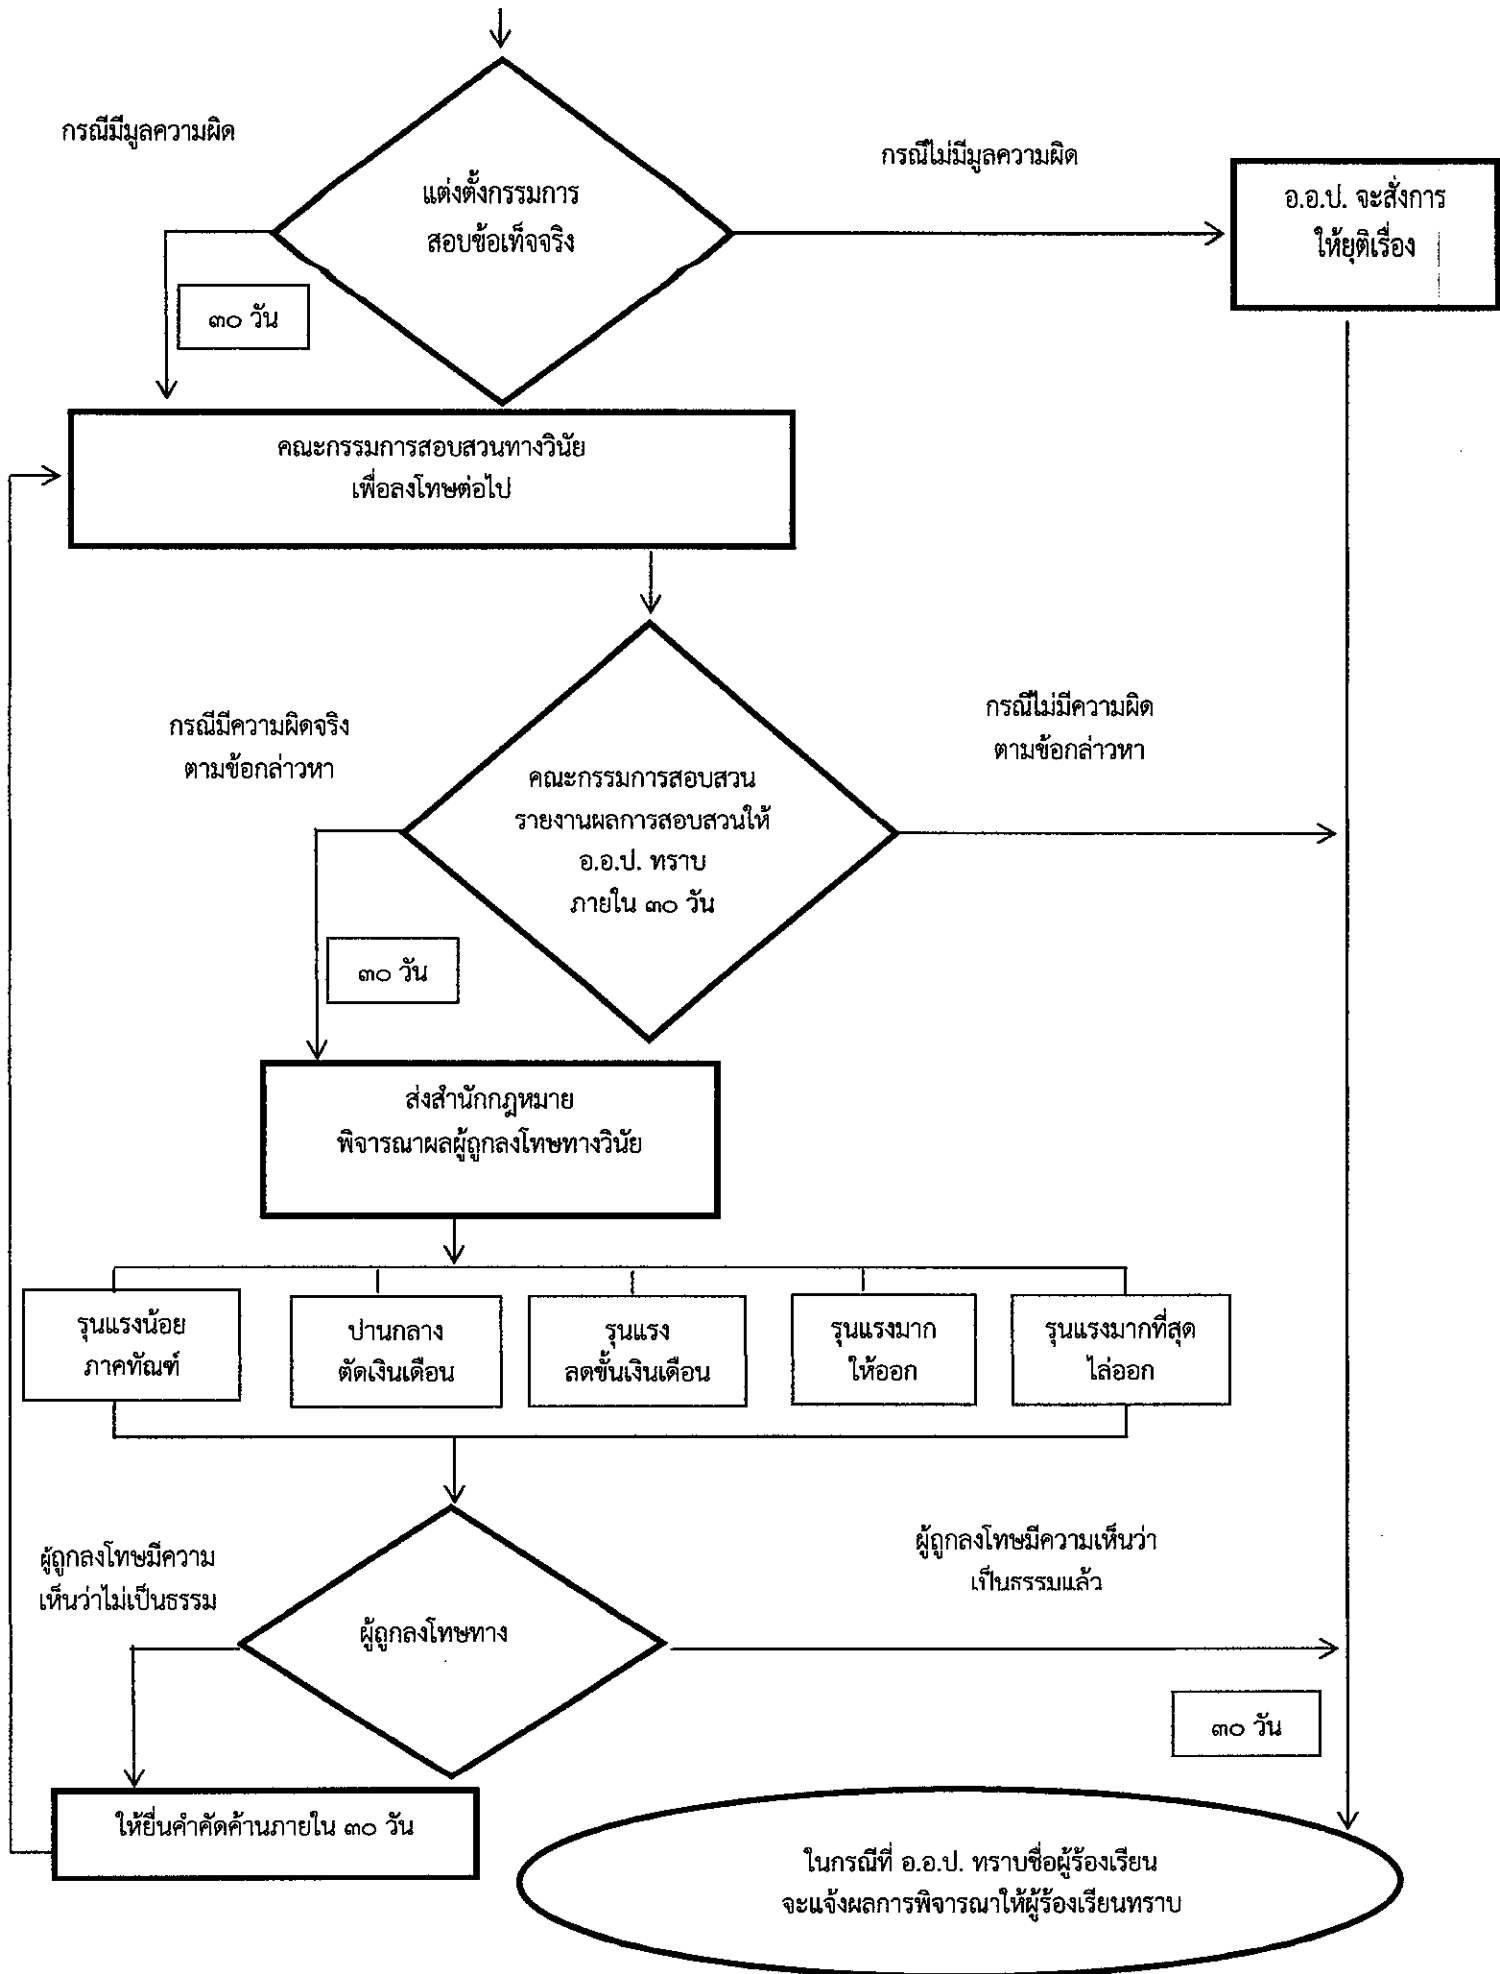 กรณีมีมูลความผิด
กรณีไม่มีมูลความผิด
แต่งตั้งกรรมการ
สอบข้อเท็จจริง
อ.อ.ป. จะสั่งการ
ให้ยุติเรื่อง
๓๐ วัน
คณะกรรมการสอบสวนทางวินัย
เพื่อลงโทษต่อไป
กรณีมีความผิดจริง
ตามข้อกล่าวหา
กรณีไม่มีความผิด
ตามข้อกล่าวหา
คณะกรรมการสอบสวน
รายงานผลการสอบสวนให้
อ.อ.ป. ทราบ
ภายใน ๓๐ วัน
๓๐ วัน
ส่งสำนักกฎหมาย
พิจารณาผลผู้ถูกลงโทษทางวินัย
รุนแรงน้อย
ภาคทัณฑ์
ปานกลาง
ตัดเงินเดือน
รุนแรง
ลดขั้นเงินเดือน
รุนแรงมาก
ให้ออก
รุนแรงมากที่สุด
ไล่ออก
ผู้ถูกลงโทษมีความ
เห็นว่าไม่เป็นธรรม
ผู้ถูกลงโทษมีความเห็นว่า
เป็นธรรมแล้ว
ผู้ถูกลงโทษทาง
๓๐ วัน
ให้ยื่นคำคัดค้านภายใน ๓๐ วัน
ในกรณีที่ อ.อ.ป. ทราบชื่อผู้ร้องเรียน
จะแจ้งผลการพิจารณาให้ผู้ร้องเรียนทราบ